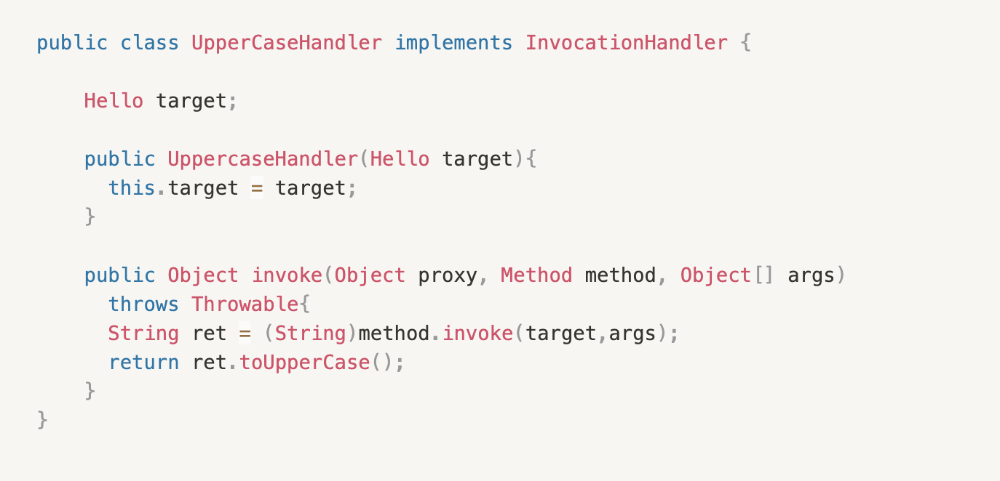 public class UpperCaseHandler implements InvocationHandler {
Hello target;
public UppercaseHandler(Hello target){
this.target = target;
}
public Object invoke(Object proxy, Method method, Object[] args)
throws Throwable{
String ret = (String)method.invoke(target,args);
return ret.toUpperCase();
}
}